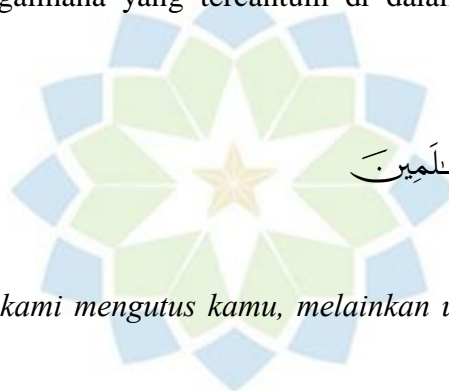 gaimana yang tercantum di dalam
ـٰلَمِينَ
kami mengutus kamu, melainkan u